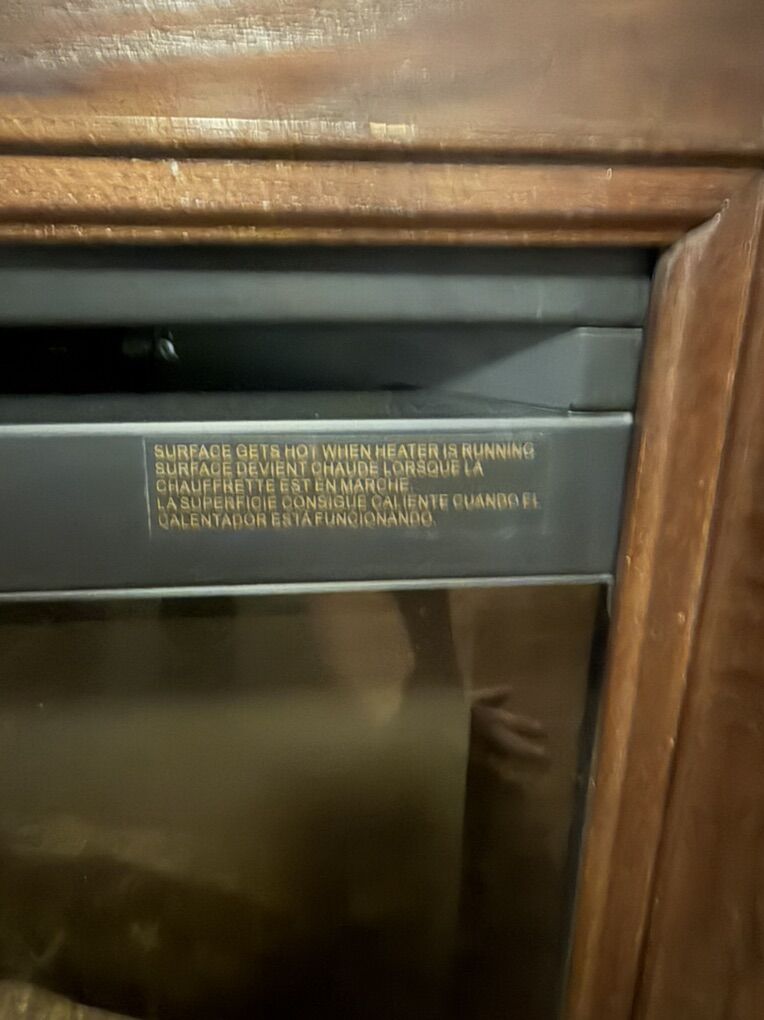 SURFACE GETS HOT WHEN HEATER IS RUNNING
SURFACE DEVIENT CHAUDE LORSQUE LA
CHAUFFRETTE EST EN MARCHE.
LA SUPERFICIE CONSIGUE CALIENTE CUANDO EL
CALENTADOR ESTÁ FUNCIONANDO.